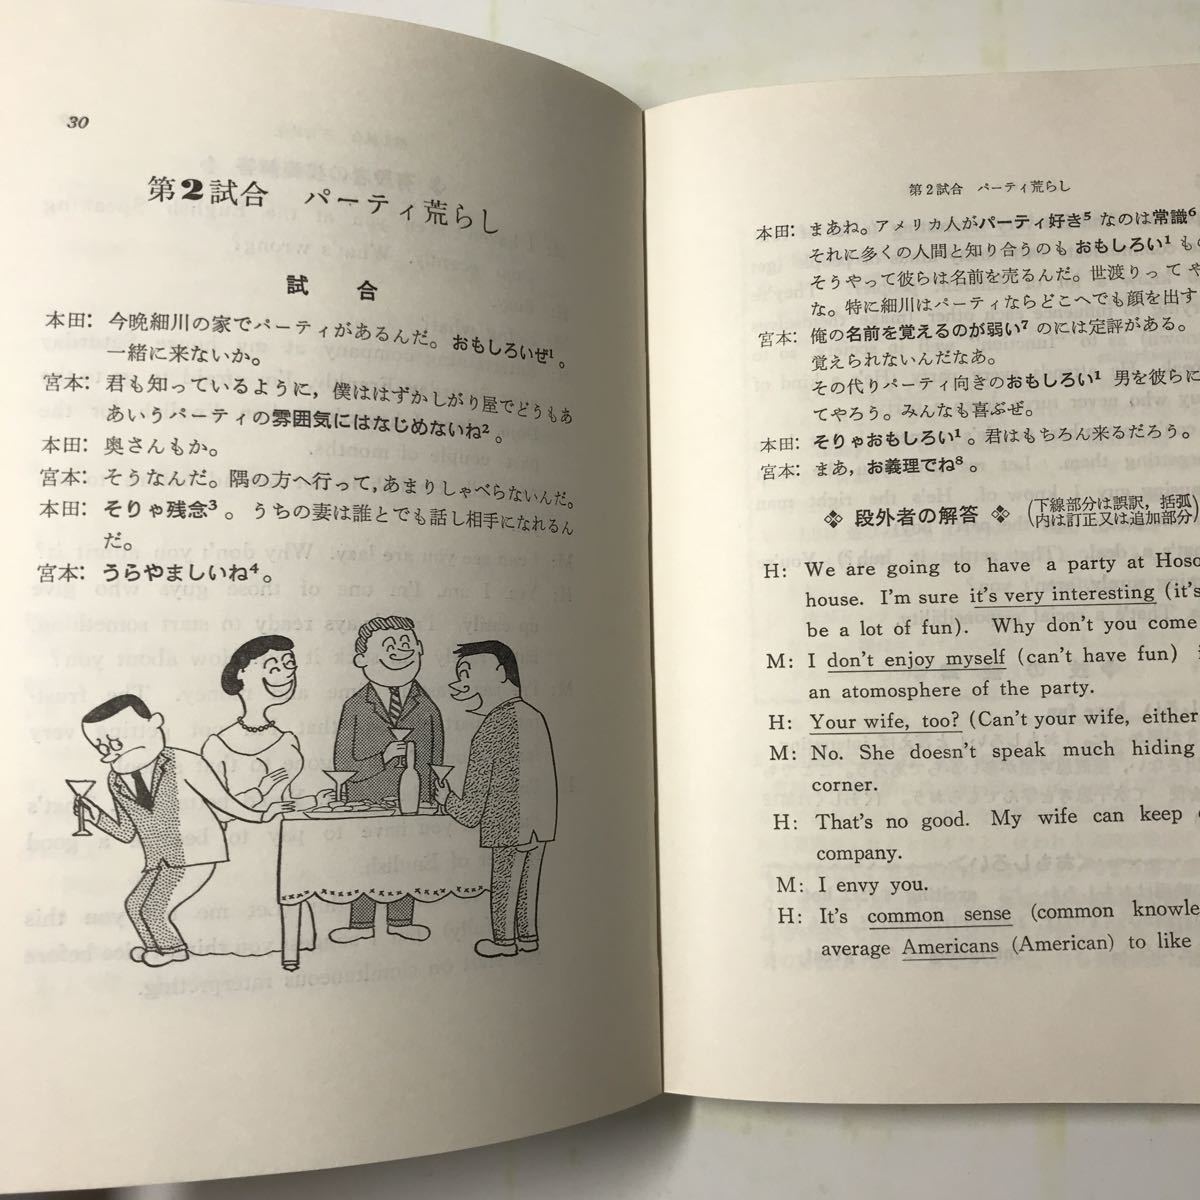 30
第2試合 パーティ荒らし
試 合
本田: 今晩細川の家でパーティがあるんだ。おもしろいぜ1。
一緒に来ないか。
宮本: 君も知っているように，僕ははずかしがり屋でどうもあ
あいうパーティの雰囲気にはなじめないね2。
本田: 奥さんもか。
宮本: そうなんだ。隅の方へ行って，あまりしゃべらないんだ。
本田: そりゃ残念3。うちの妻は誰とでも話し相手になれるん
だ。
宮本: うらやましいね4。
第2試合 パーティ荒らし
本田: まあね。アメリカ人がパーティ好き5 なのは常識6
それに多くの人間と知り合うのも おもしろい1 も
そうやって彼らは名前を売るんだ。世渡りって や
な。特に細川はパーティならどこへでも顔を出す
宮本: 俺の名前を覚えるのが弱い7 のには定評がある。
覚えられないんだなあ。
その代りパーティ向きのおもしろい1 男を彼らに
てやろう。みんなも喜ぶぜ。
本田: そりゃおもしろい1。君はもちろん来るだろう。
宮本: まあ，お義理でね8。
段外者の解答 (下線部分は誤訳，括弧
内は訂正又は追加部分)
H: We are going to have a party at Hoso
house. I'm sure it's very interesting (it's
be a lot of fun). Why don't you come
M: I don't enjoy myself (can't have fun)
an atomosphere of the party.
H: Your wife, too? (Can't your wife, either
M: No. She doesn't speak much hiding
corner.
H: That's no good. My wife can keep
company.
M: I envy you.
H: It's common sense (common knowle
average Americans (American) to like